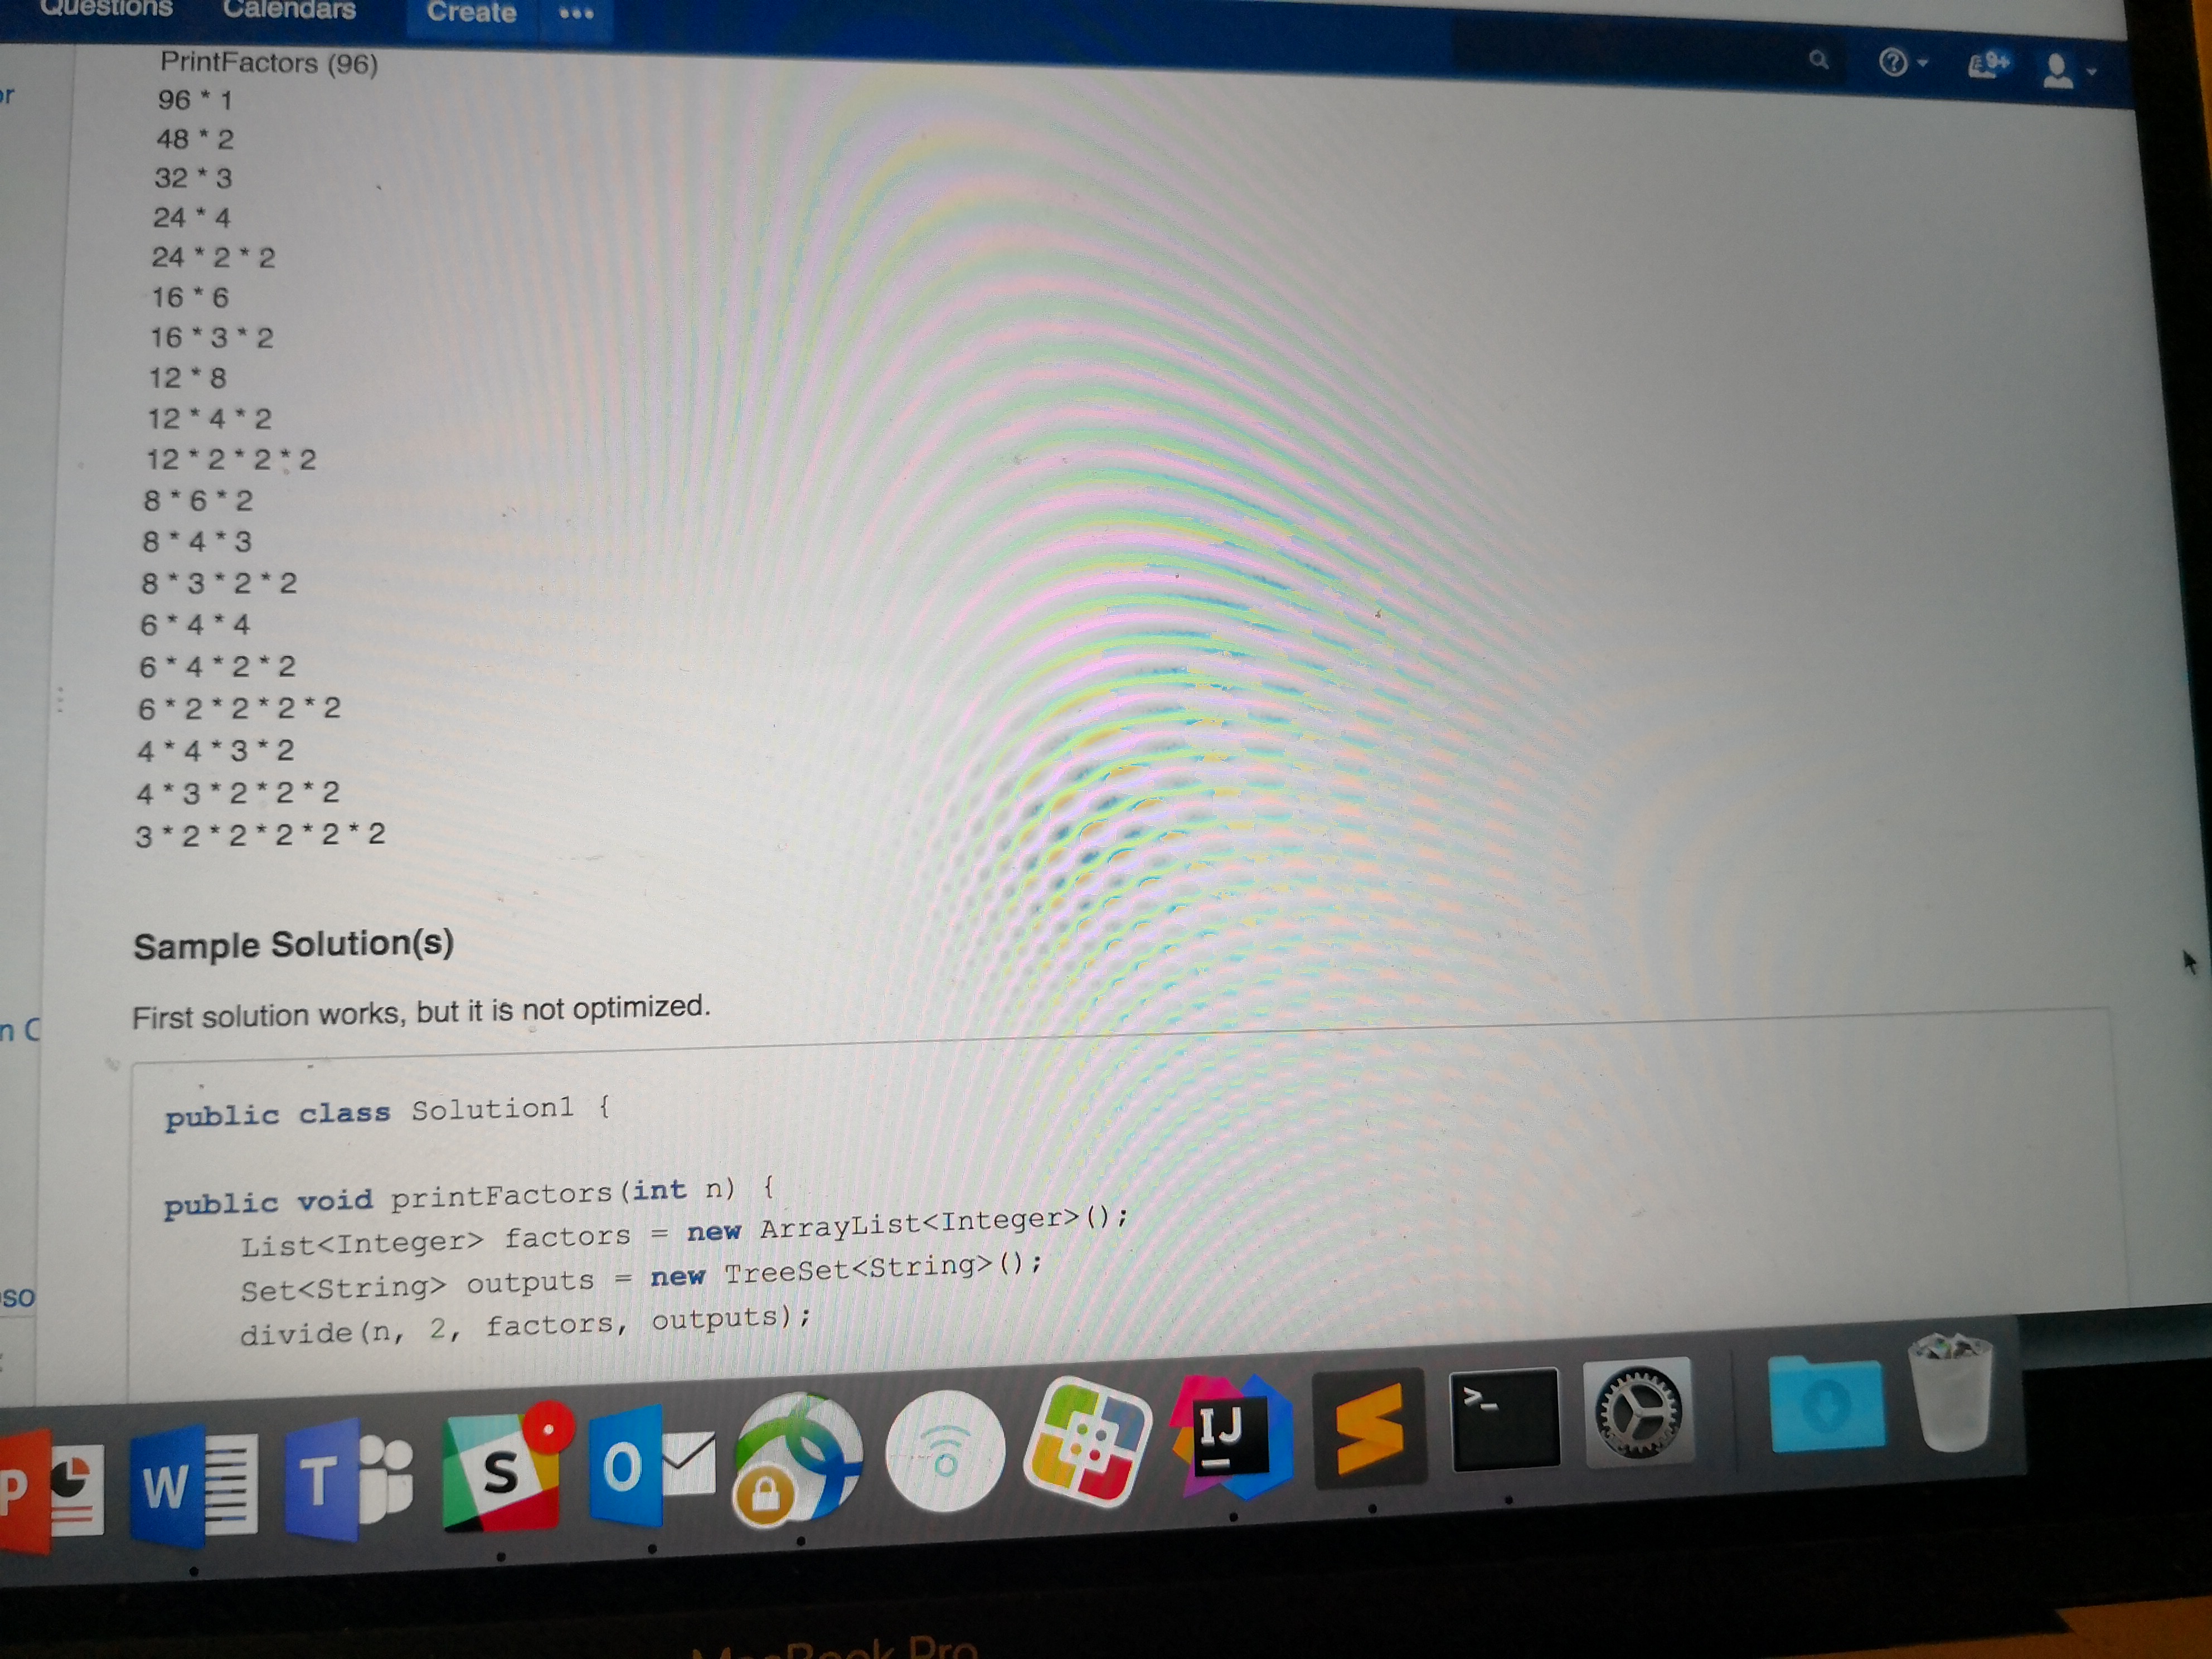 Questions Calendars Create •••
9+
PrintFactors (96)
96 * 1
48 * 2
32 * 3
24 * 4
24 * 2 * 2
16 * 6
16 * 3 * 2
12 * 8
12 * 4 * 2
12 * 2 * 2 * 2
8 * 6 * 2
8 * 4 * 3
8 * 3 * 2 * 2
6 * 4 * 4
6 * 4 * 2 * 2
6 * 2 * 2 * 2 * 2
4 * 4 * 3 * 2
4 * 3 * 2 * 2 * 2
3 * 2 * 2 * 2 * 2 * 2
Sample Solution(s)
First solution works, but it is not optimized.
public class Solution1 {
public void printFactors(int n) {
List<Integer> factors = new ArrayList<Integer>();
Set<String> outputs = new TreeSet<String>();
divide(n, 2, factors, outputs);
P W T S O IJ >_
MacBook Pro